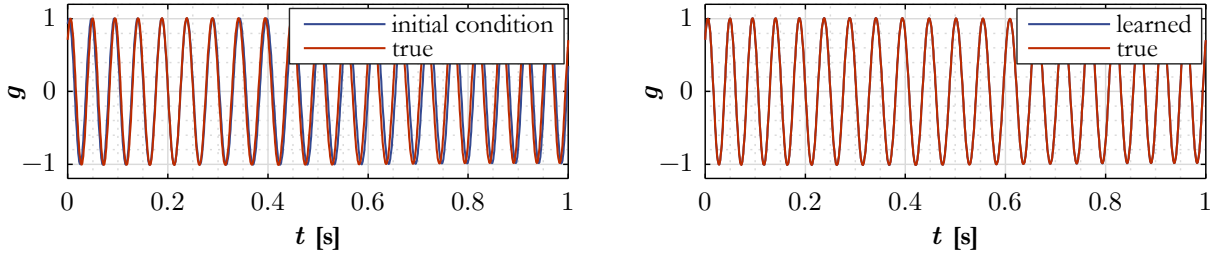 1
0
−1
g
initial condition
true
0 0.2 0.4 0.6 0.8 1
t [s]
1
0
−1
g
learned
true
0 0.2 0.4 0.6 0.8 1
t [s]